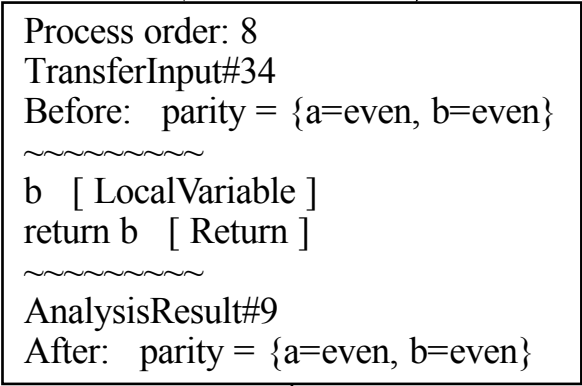 Process order: 8
TransferInput#34
Before: parity = {a=even, b=even}
~~~~~~~~~
b [ LocalVariable ]
return b [ Return ]
~~~~~~~~~
AnalysisResult#9
After: parity = {a=even, b=even}